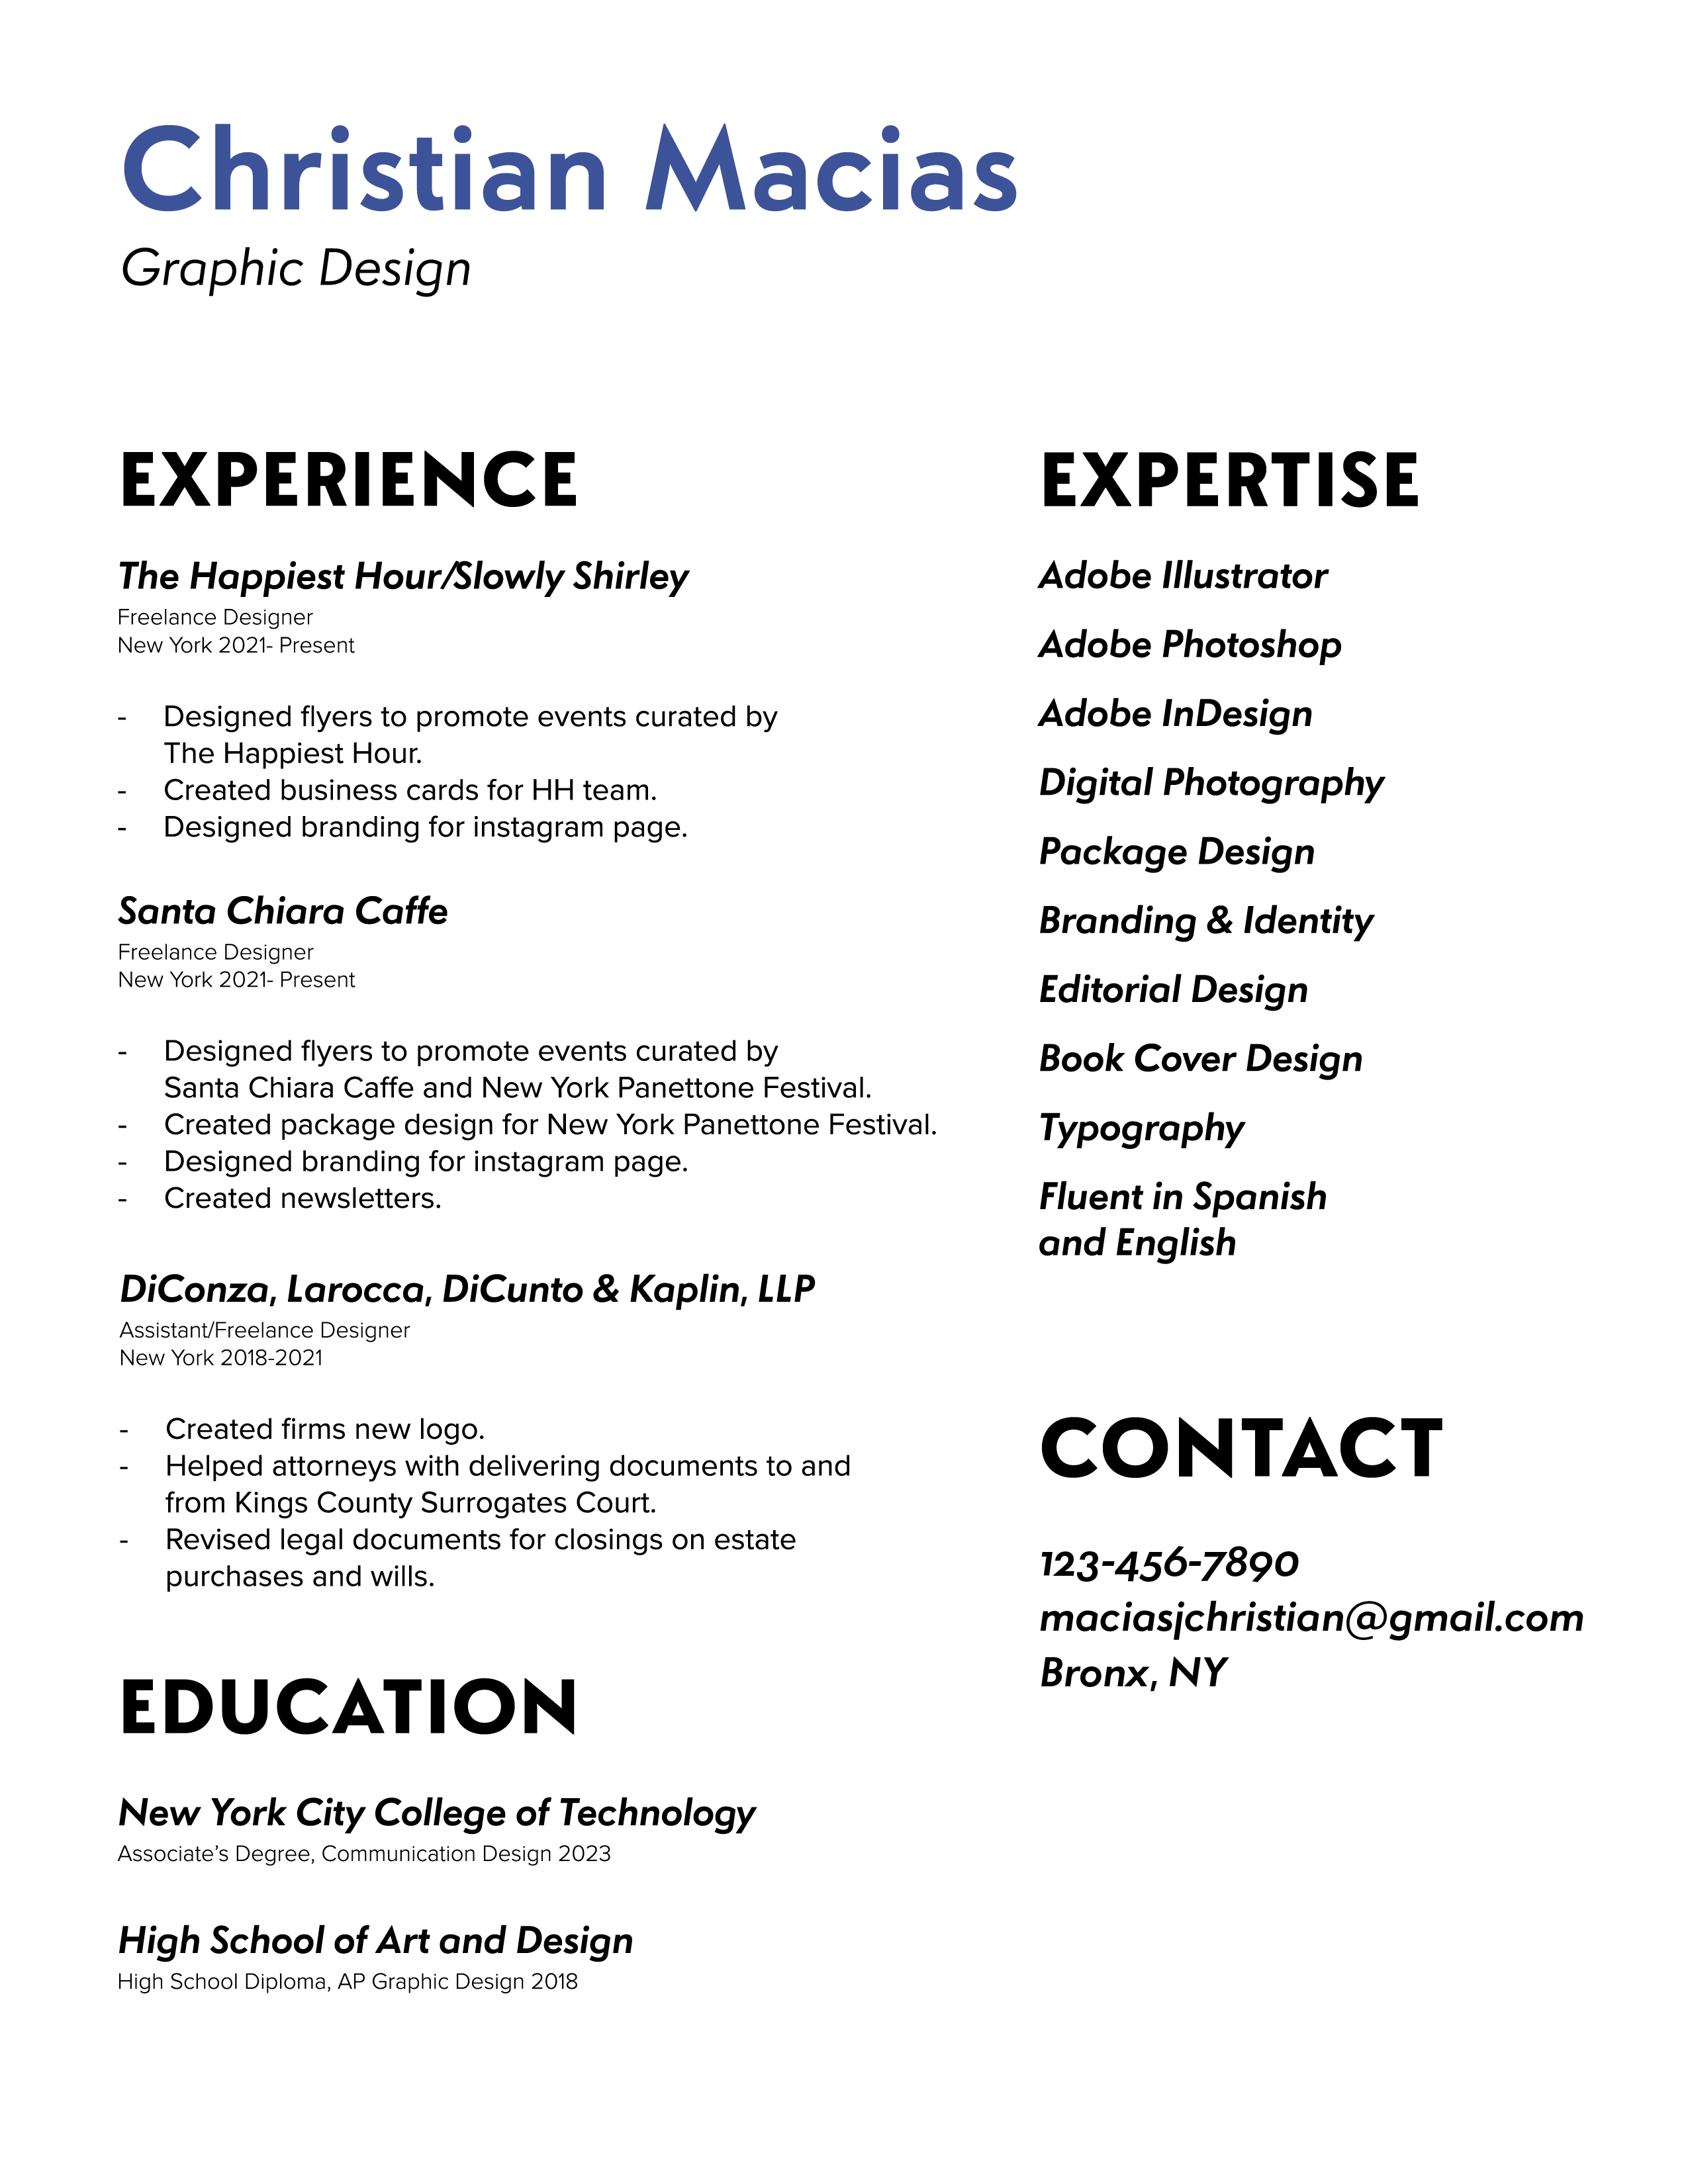 Christian Macias
Graphic Design
EXPERIENCE
The Happiest Hour/Slowly Shirley
Freelance Designer
New York 2021- Present
- Designed flyers to promote events curated by
The Happiest Hour.
- Created business cards for HH team.
- Designed branding for instagram page.
Santa Chiara Caffe
Freelance Designer
New York 2021- Present
- Designed flyers to promote events curated by
Santa Chiara Caffe and New York Panettone Festival.
- Created package design for New York Panettone Festival.
- Designed branding for instagram page.
- Created newsletters.
DiConza, Larocca, DiCunto & Kaplin, LLP
Assistant/Freelance Designer
New York 2018-2021
- Created firms new logo.
- Helped attorneys with delivering documents to and
from Kings County Surrogates Court.
- Revised legal documents for closings on estate
purchases and wills.
EDUCATION
New York City College of Technology
Associate’s Degree, Communication Design 2023
High School of Art and Design
High School Diploma, AP Graphic Design 2018
EXPERTISE
Adobe Illustrator
Adobe Photoshop
Adobe InDesign
Digital Photography
Package Design
Branding & Identity
Editorial Design
Book Cover Design
Typography
Fluent in Spanish
and English
CONTACT
123-456-7890
maciasjchristian@gmail.com
Bronx, NY